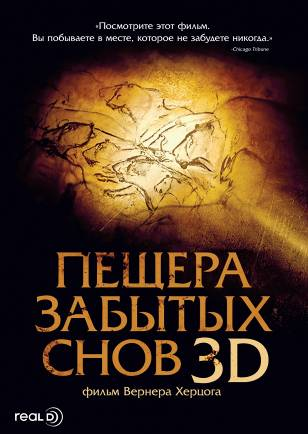 «Посмотрите этот фильм.
Вы побываете в месте, которое не забудете никогда.»
-Chicago Tribune
ПЕЩЕРА
ЗАБЫТЫХ
СНОВ 3D
фильм Вернера Херцога
REAL D